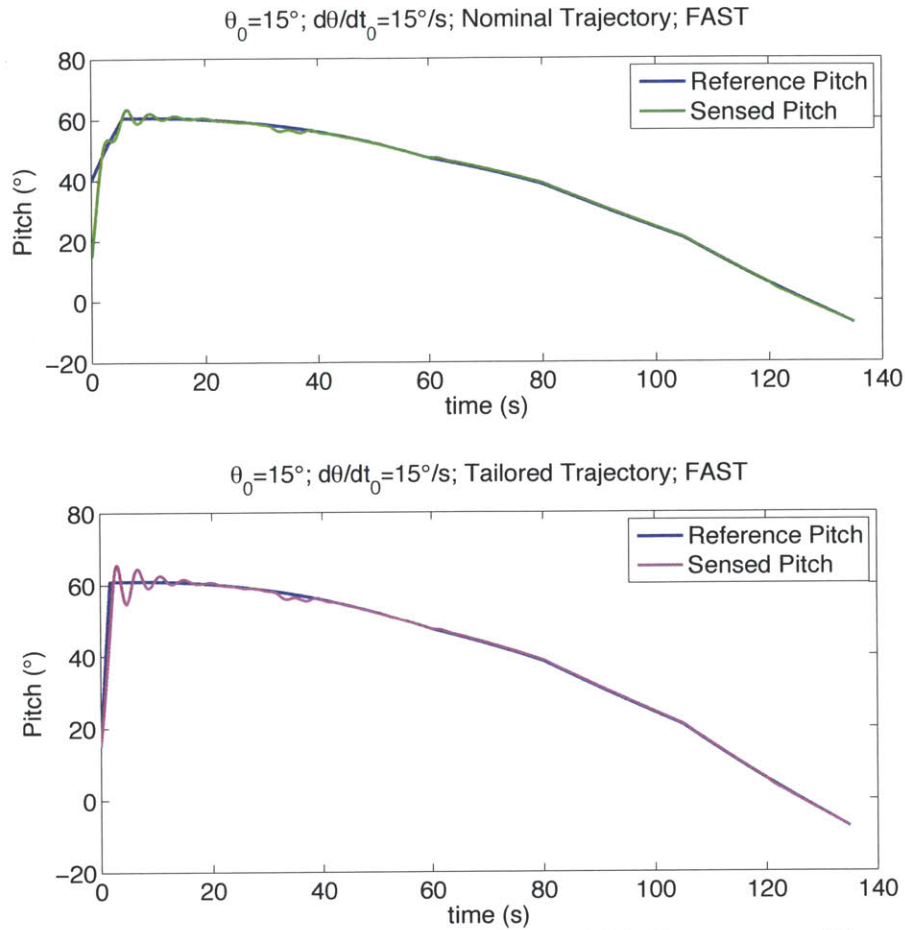 θ₀=15°; dθ/dt₀=15°/s; Nominal Trajectory; FAST
80
60
40
20
0
−20
Pitch (°)
Reference Pitch
Sensed Pitch
0 20 40 60 80 100 120 140
time (s)
θ₀=15°; dθ/dt₀=15°/s; Tailored Trajectory; FAST
80
60
40
20
0
−20
Pitch (°)
Reference Pitch
Sensed Pitch
0 20 40 60 80 100 120 140
time (s)